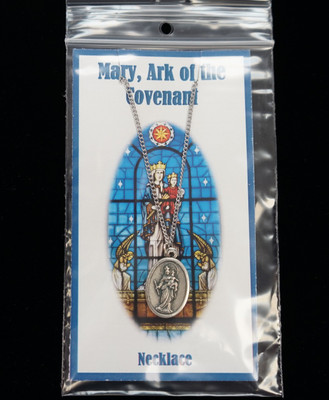 Mary, Ark of the
Covenant
Necklace